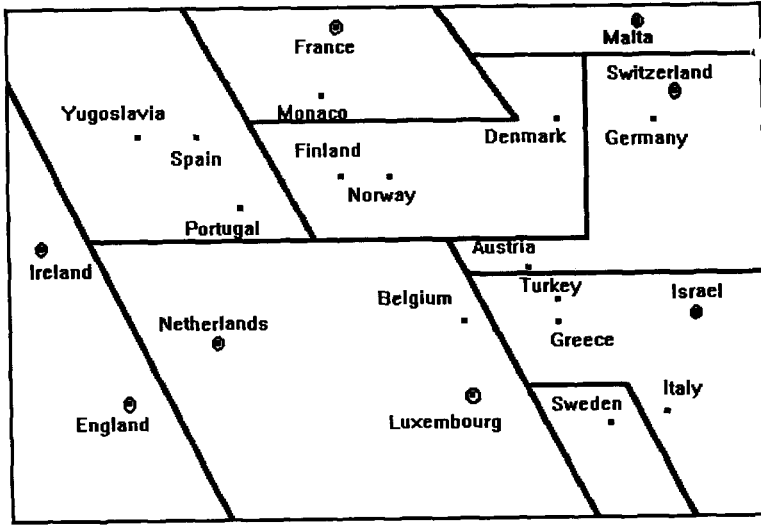 France
Malta
Switzerland
Yugoslavia
Monaco
Denmark
Germany
Spain
Finland
Norway
Portugal
Austria
Ireland
Turkey
Israel
Belgium
Netherlands
Greece
Italy
England
Luxembourg
Sweden